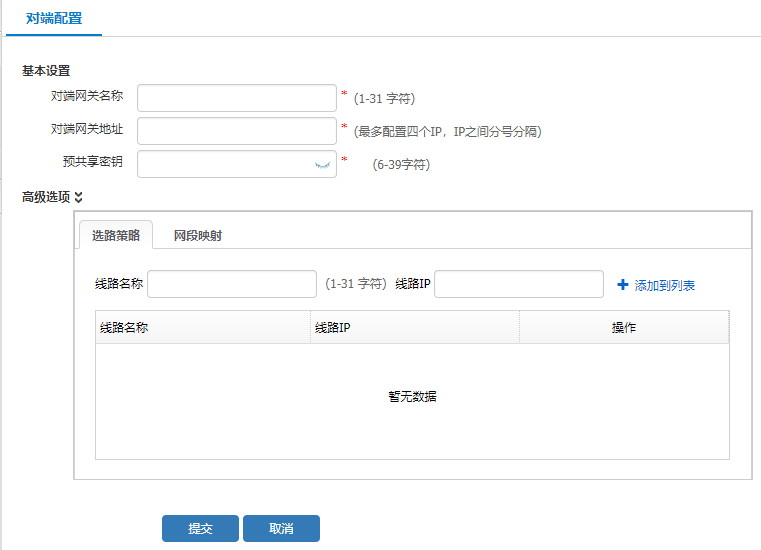 对端配置
基本设置
对端网关名称 * (1-31 字符)
对端网关地址 * (最多配置四个IP，IP之间分号分隔)
预共享密钥 * (6-39字符)
高级选项
选路策略 网段映射
线路名称 (1-31 字符) 线路IP 添加到列表
线路名称 线路IP 操作
暂无数据
提交 取消